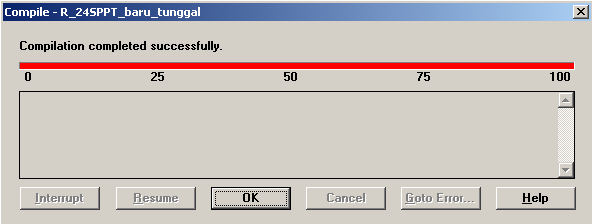 Compile - R_24SPPT_baru_tunggal
Compilation completed successfully.
0 25 50 75 100
Interrupt Resume OK Cancel Goto Error... Help